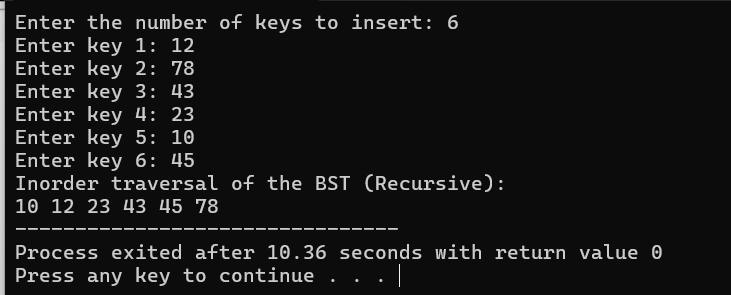 Enter the number of keys to insert: 6
Enter key 1: 12
Enter key 2: 78
Enter key 3: 43
Enter key 4: 23
Enter key 5: 10
Enter key 6: 45
Inorder traversal of the BST (Recursive):
10 12 23 43 45 78
--------------------------------
Process exited after 10.36 seconds with return value 0
Press any key to continue . . .